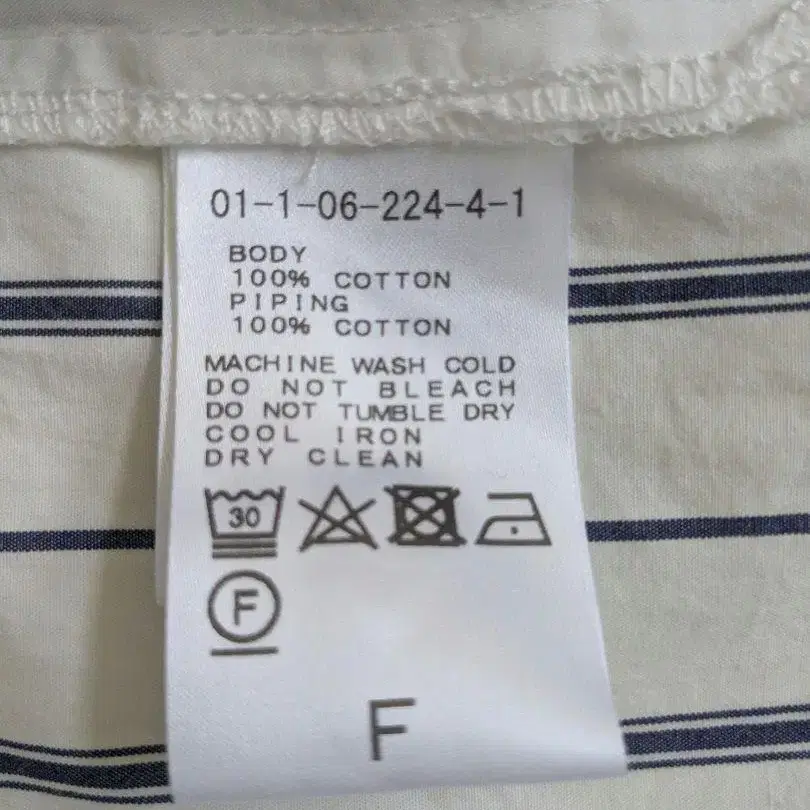 01-1-06-224-4-1
BODY
100% COTTON
PIPING
100% COTTON
MACHINE WASH COLD
DO NOT BLEACH
DO NOT TUMBLE DRY
COOL IRON
DRY CLEAN
30
F
F